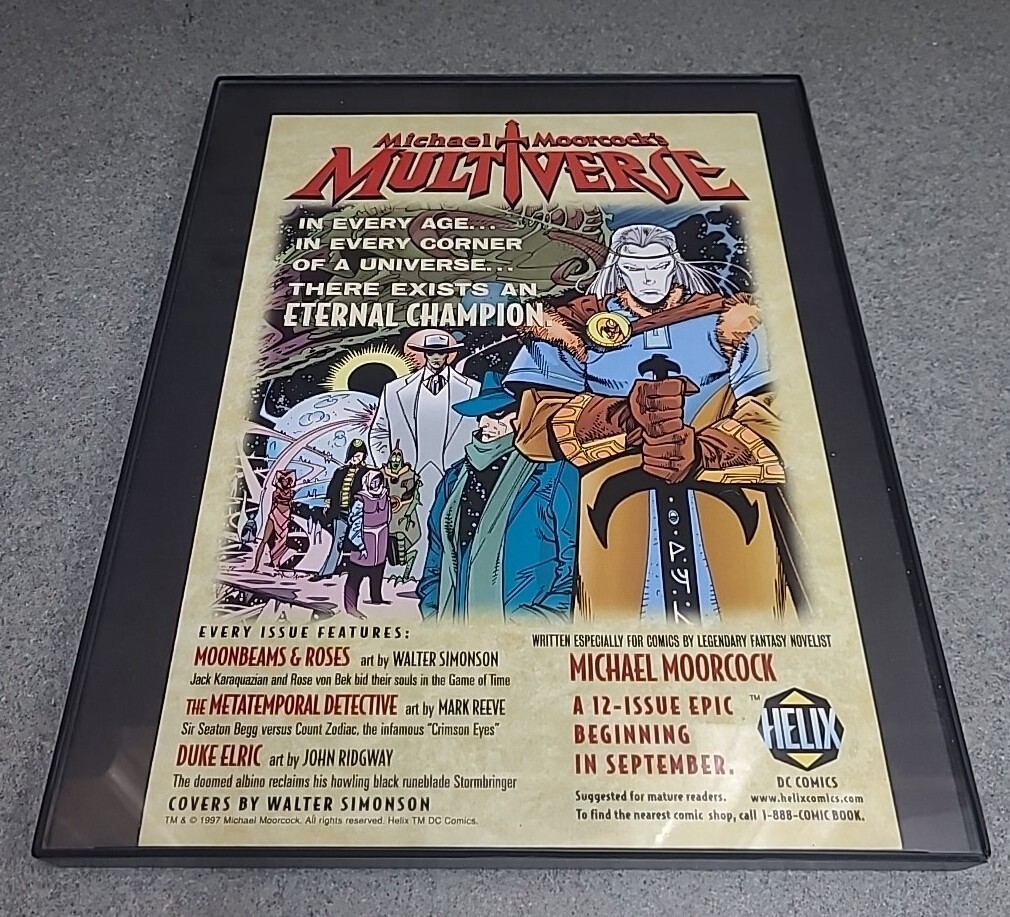 Michael Moorcock's
MULTIVERSE
IN EVERY AGE...
IN EVERY CORNER
OF A UNIVERSE...
THERE EXISTS AN
ETERNAL CHAMPION.
EVERY ISSUE FEATURES:
MOONBEAMS & ROSES art by WALTER SIMONSON
Jack Karaquazian and Rose von Bek bid their souls in the Game of Time
THE METATEMPORAL DETECTIVE art by MARK REEVE
Sir Seaton Begg versus Count Zodiac, the infamous "Crimson Eyes"
DUKE ELRIC art by JOHN RIDGWAY
The doomed albino reclaims his howling black runeblade Stormbringer
COVERS BY WALTER SIMONSON
TM & © 1997 Michael Moorcock. All rights reserved. Helix TM DC Comics.
WRITTEN ESPECIALLY FOR COMICS BY LEGENDARY FANTASY NOVELIST
MICHAEL MOORCOCK
A 12-ISSUE EPIC
BEGINNING
IN SEPTEMBER.
TM
HELIX
DC COMICS
Suggested for mature readers. www.helixcomics.com
To find the nearest comic shop, call 1-888-COMIC BOOK.